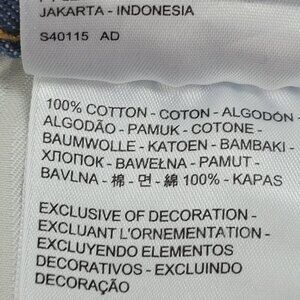 JAKARTA - INDONESIA
S40115 AD
100% COTTON - COTON - ALGODÓN -
ALGODÃO - PAMUK - COTONE -
BAUMWOLLE - KATOEN - BAMBAKI -
ХЛОПОК - BAWEŁNA - PAMUT -
BAVLNA - 棉 - 면 - 綿 100% - KAPAS
EXCLUSIVE OF DECORATION -
EXCLUANT L'ORNEMENTATION -
EXCLUYENDO ELEMENTOS
DECORATIVOS - EXCLUINDO
DECORAÇÃO